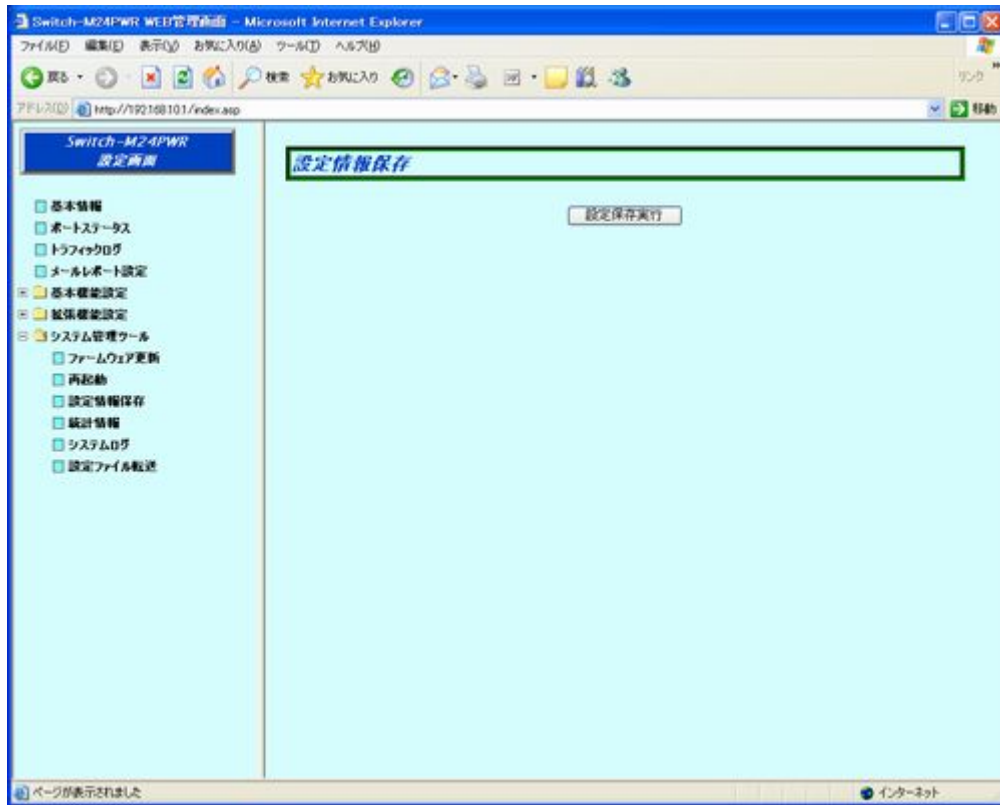 Switch-M24PWR WEB管理画面 - Microsoft Internet Explorer
ファイル(F) 編集(E) 表示(V) お気に入り(A) ツール(T) ヘルプ(H)
戻る 検索 お気に入り リンク
アドレス(D) http://192.168.10.1/index.asp 移動
Switch-M24PWR
設定画面
設定情報保存
設定保存実行
基本情報
ポートステータス
トラフィックログ
メールレポート設定
基本機能設定
拡張機能設定
システム管理ツール
ファームウェア更新
再起動
設定情報保存
統計情報
システムログ
設定ファイル転送
ページが表示されました インターネット